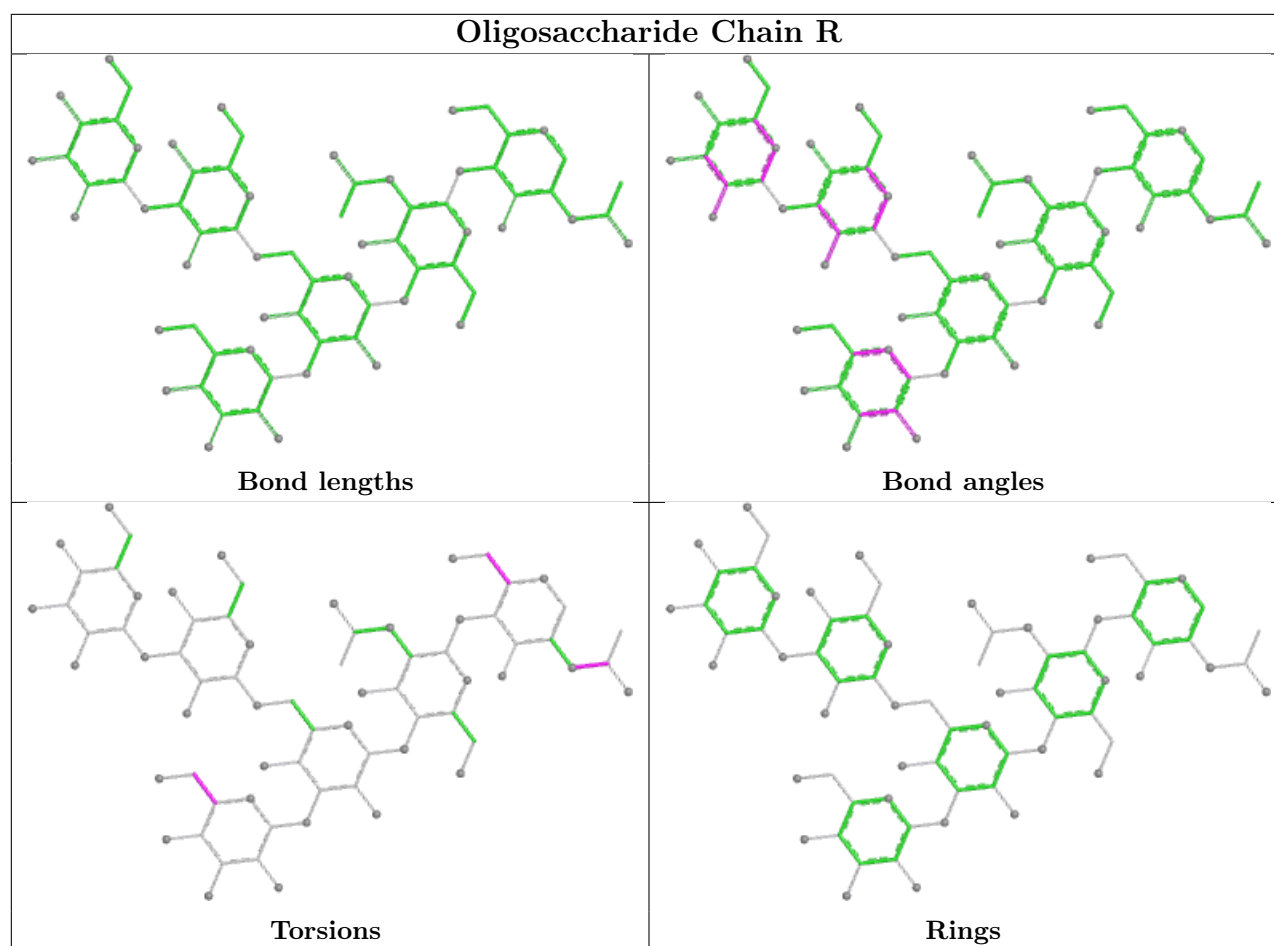 Oligosaccharide Chain R
Bond lengths
Bond angles
Torsions
Rings